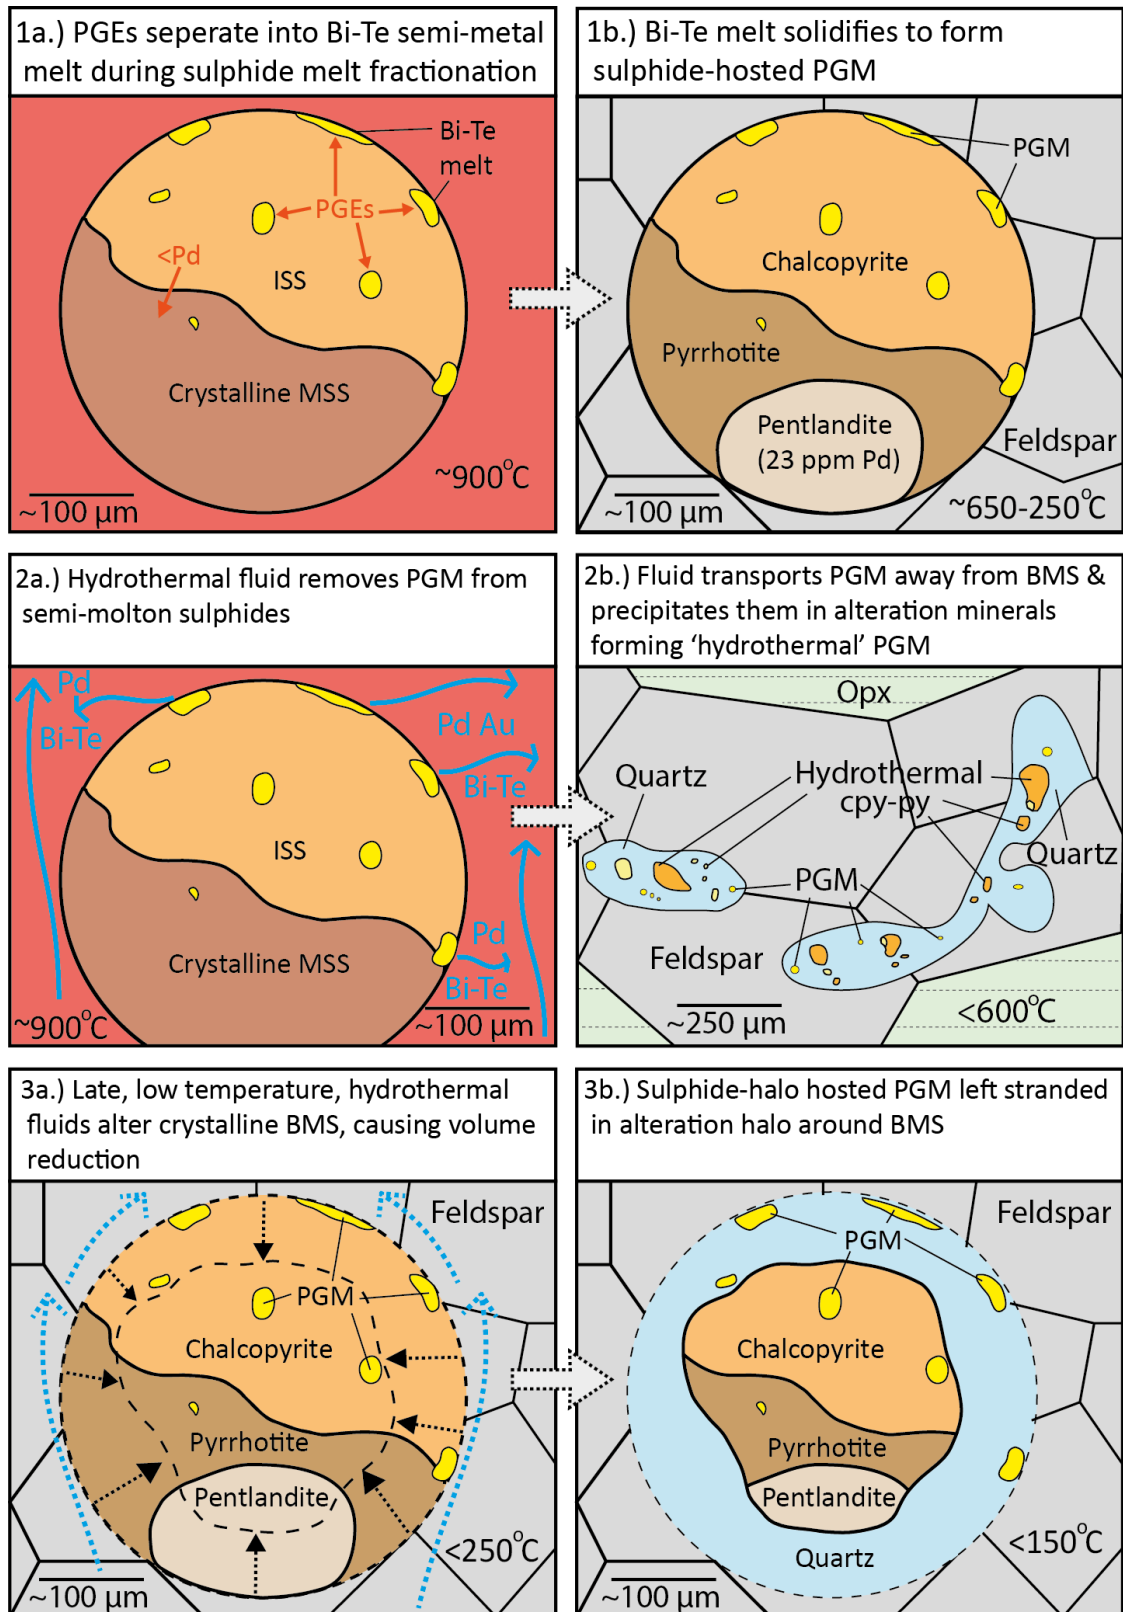 1a.) PGEs seperate into Bi-Te semi-metal
melt during sulphide melt fractionation
Bi-Te
melt
PGEs
<Pd
ISS
Crystalline MSS
~900°C
~100 µm
1b.) Bi-Te melt solidifies to form
sulphide-hosted PGM
PGM
Chalcopyrite
Pyrrhotite
Pentlandite
(23 ppm Pd)
Feldspar
~100 µm
~650-250°C
2a.) Hydrothermal fluid removes PGM from
semi-molton sulphides
Pd
Bi-Te
Pd Au
Bi-Te
ISS
Pd
Bi-Te
Crystalline MSS
~900°C
~100 µm
2b.) Fluid transports PGM away from BMS &
precipitates them in alteration minerals
forming ‘hydrothermal’ PGM
Opx
Quartz
Hydrothermal
cpy-py
Quartz
PGM
Feldspar
~250 µm
<600°C
3a.) Late, low temperature, hydrothermal
fluids alter crystalline BMS, causing volume
reduction
Feldspar
PGM
Chalcopyrite
Pyrrhotite
Pentlandite
<250°C
~100 µm
3b.) Sulphide-halo hosted PGM left stranded
in alteration halo around BMS
Feldspar
PGM
Chalcopyrite
Pyrrhotite
Pentlandite
Quartz
<150°C
~100 µm